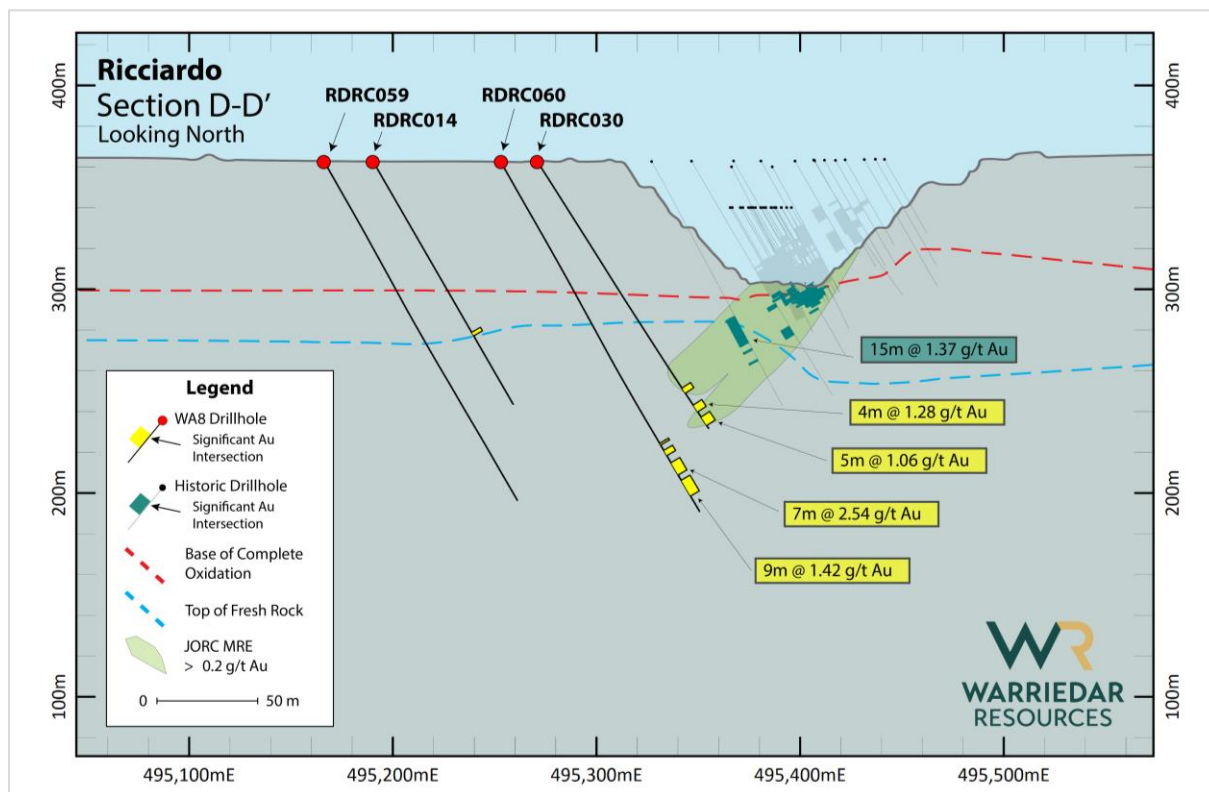 Ricciardo
Section D-D'
Looking North
RDRC059
RDRC014
RDRC060
RDRC030
400m
300m
200m
100m
400m
300m
200m
100m
15m @ 1.37 g/t Au
4m @ 1.28 g/t Au
5m @ 1.06 g/t Au
7m @ 2.54 g/t Au
9m @ 1.42 g/t Au
Legend
WA8 Drillhole
Significant Au
Intersection
Historic Drillhole
Significant Au
Intersection
Base of Complete
Oxidation
Top of Fresh Rock
JORC MRE
> 0.2 g/t Au
0 50 m
WR
WARRIEDAR
RESOURCES
495,100mE
495,200mE
495,300mE
495,400mE
495,500mE